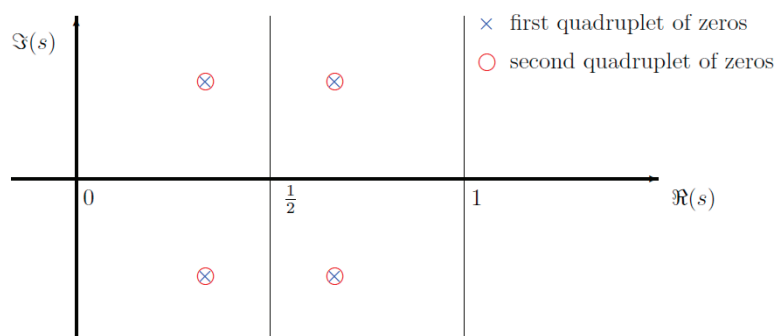 ℑ(s)
× first quadruplet of zeros
○ second quadruplet of zeros
0 1/2 1 ℜ(s)